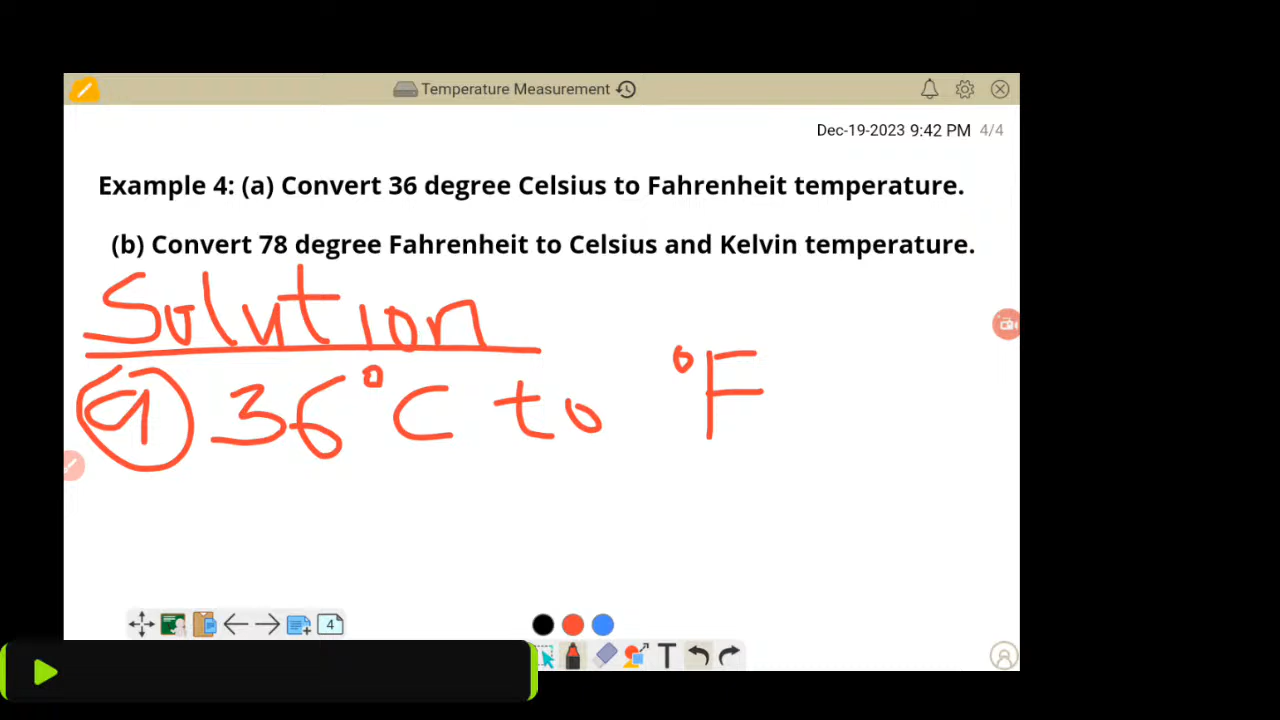 Temperature Measurement
Dec-19-2023 9:42 PM 4/4
Example 4: (a) Convert 36 degree Celsius to Fahrenheit temperature.
(b) Convert 78 degree Fahrenheit to Celsius and Kelvin temperature.
Solution
(a) 36°C to °F
4
T